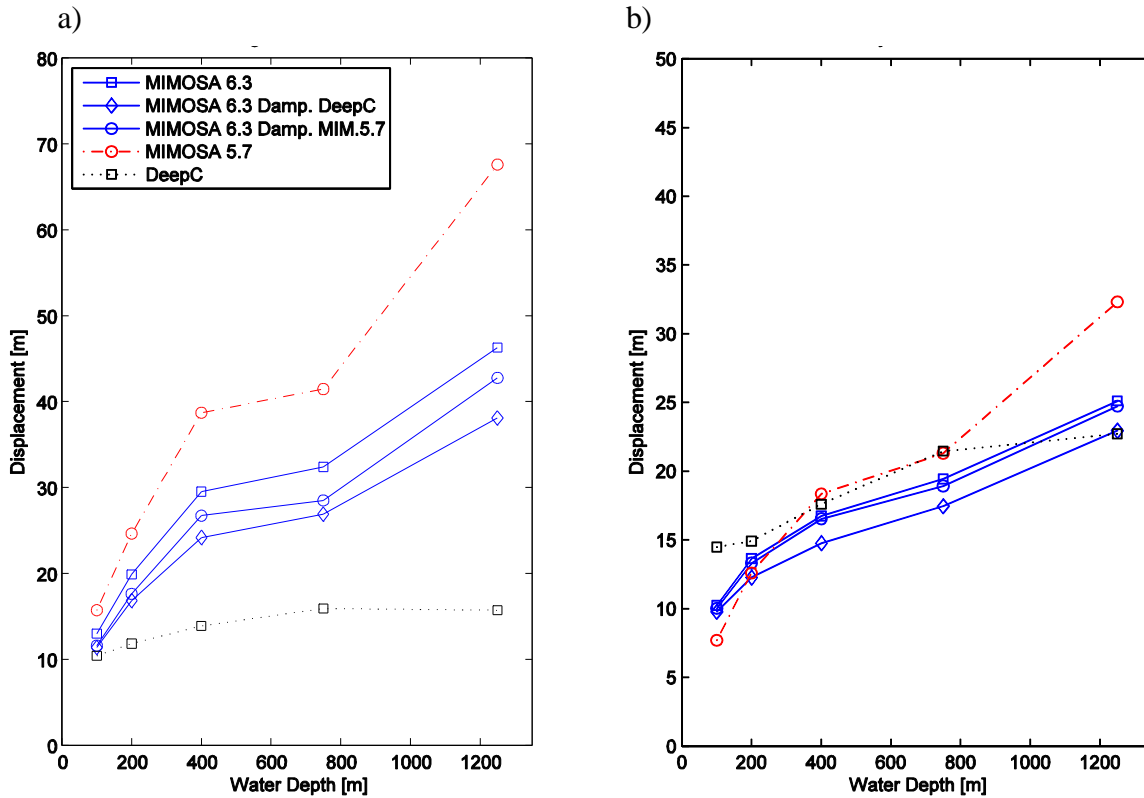 a)
b)
80
70
60
50
40
30
20
10
0
MIMOSA 6.3
MIMOSA 6.3 Damp. DeepC
MIMOSA 6.3 Damp. MIM.5.7
MIMOSA 5.7
DeepC
Displacement [m]
0 200 400 600 800 1000 1200
Water Depth [m]
50
45
40
35
30
25
20
15
10
5
0
Displacement [m]
0 200 400 600 800 1000 1200
Water Depth [m]